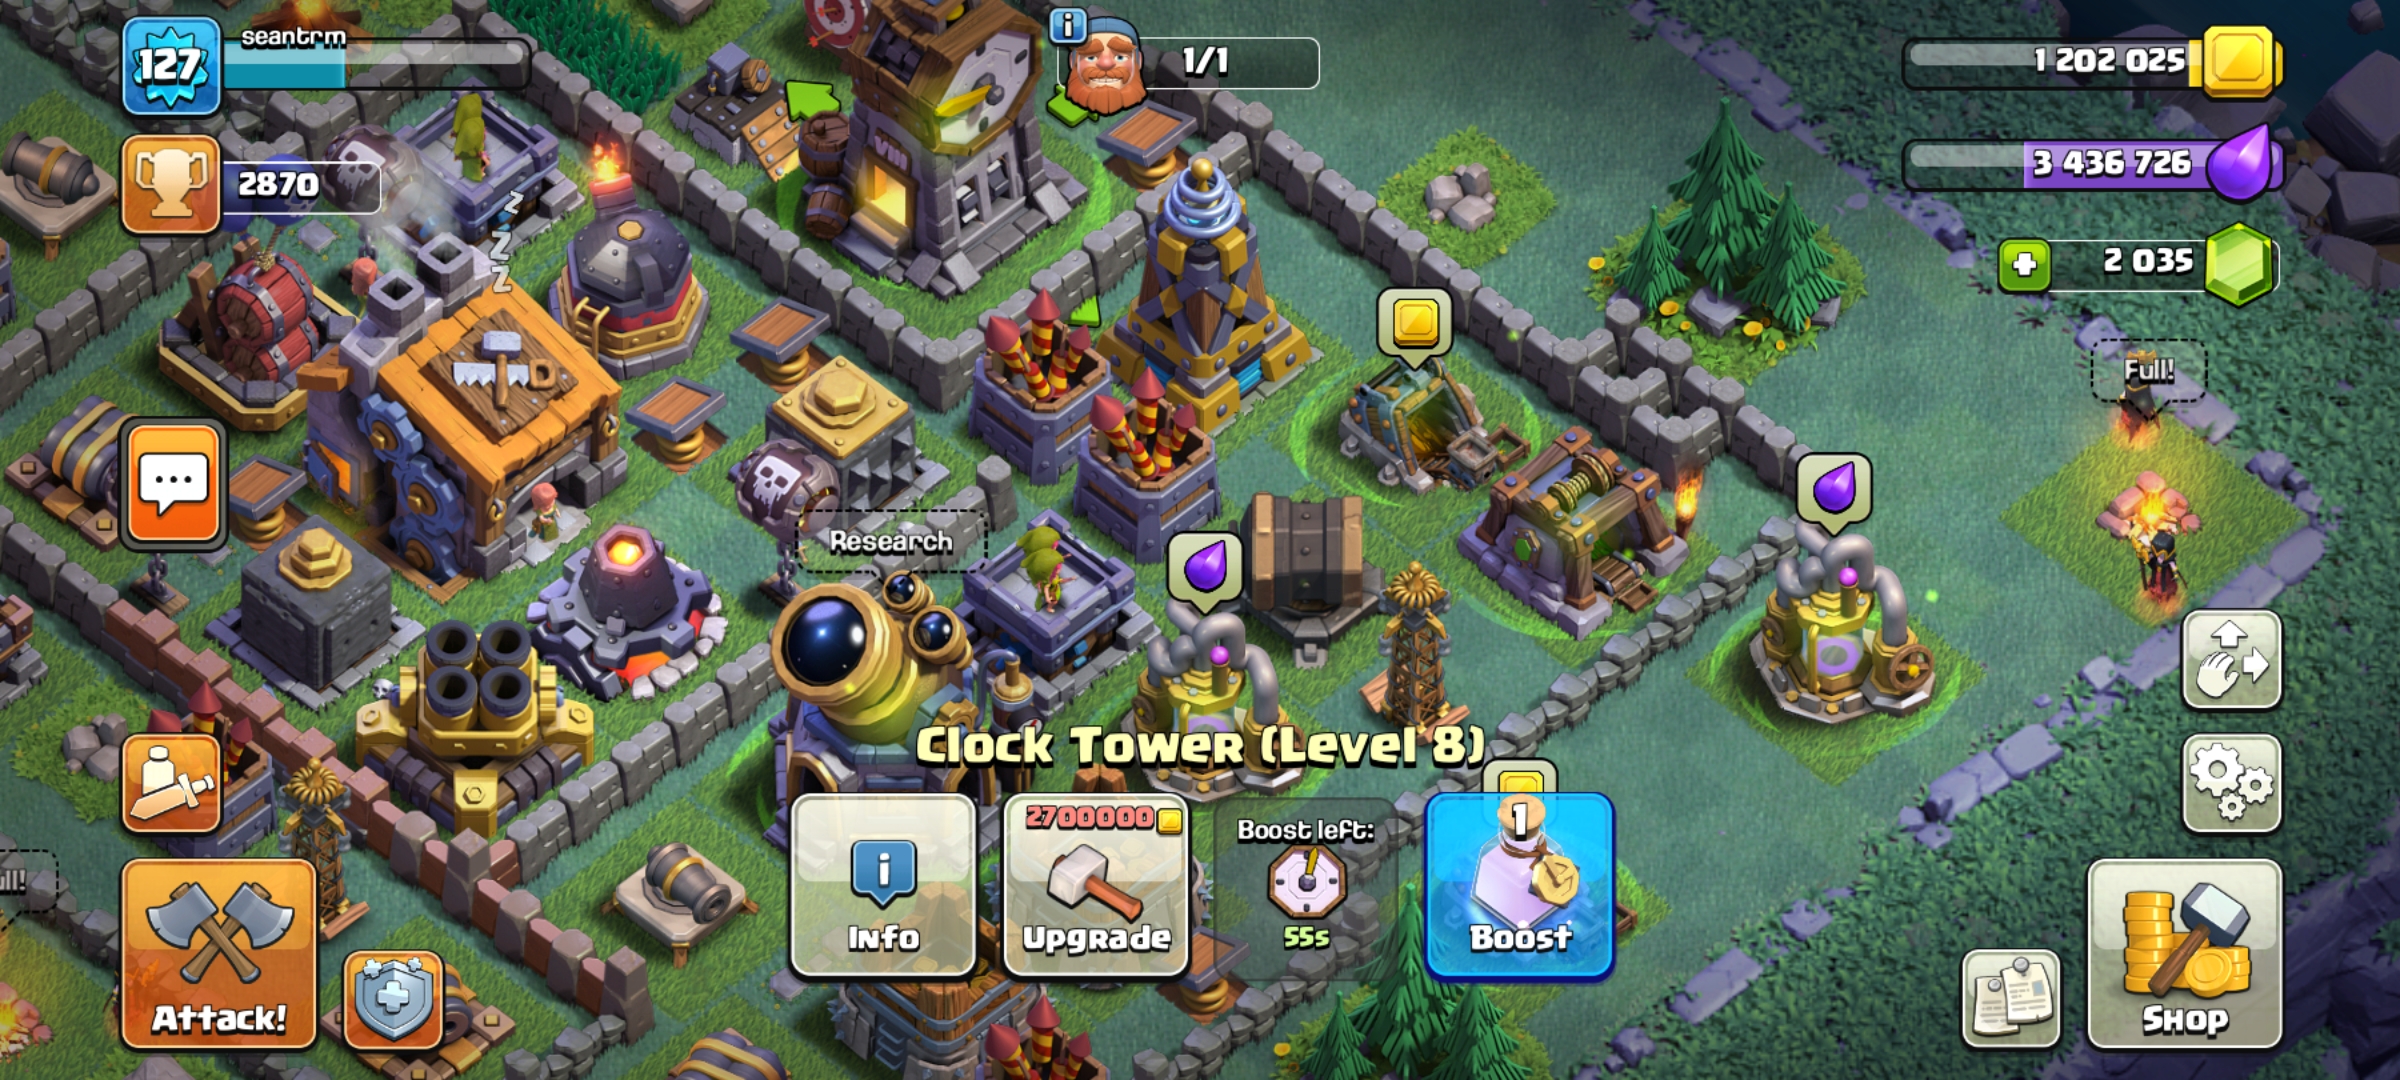 127
seantrm
1/1
1 202 025
VIII
2870
3 436 726
2 035
z
Z
Z
Full!
Research
Clock Tower (Level 8)
2700000
Boost left:
1
55s
Info
Upgrade
Boost
Attack!
Shop